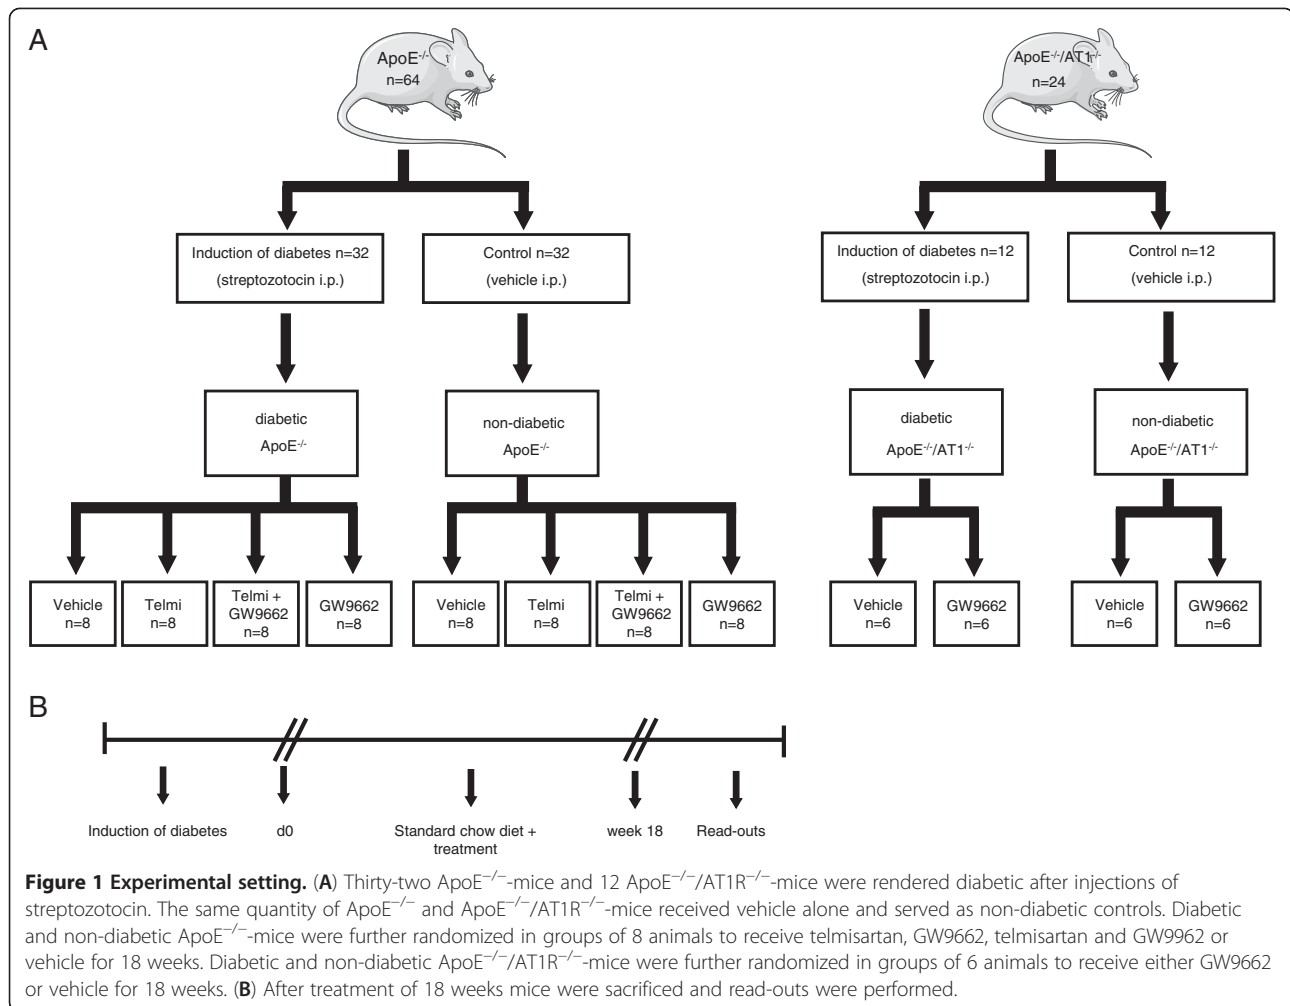 A
ApoE-/-
n=64
ApoE-/-/AT1R-/-
n=24
Induction of diabetes n=32
(streptozotocin i.p.)
Control n=32
(vehicle i.p.)
Induction of diabetes n=12
(streptozotocin i.p.)
Control n=12
(vehicle i.p.)
diabetic
ApoE-/-
non-diabetic
ApoE-/-
diabetic
ApoE-/-/AT1-/-
non-diabetic
ApoE-/-/AT1-/-
Vehicle
n=8
Telmi
n=8
Telmi +
GW9662
n=8
GW9662
n=8
Vehicle
n=8
Telmi
n=8
Telmi +
GW9662
n=8
GW9662
n=8
Vehicle
n=6
GW9662
n=6
Vehicle
n=6
GW9662
n=6
B
Induction of diabetes
d0
Standard chow diet +
treatment
week 18
Read-outs
Figure 1 Experimental setting. (A) Thirty-two ApoE−/−-mice and 12 ApoE−/−/AT1R−/−-mice were rendered diabetic after injections of
streptozotocin. The same quantity of ApoE−/− and ApoE−/−/AT1R−/−-mice received vehicle alone and served as non-diabetic controls. Diabetic
and non-diabetic ApoE−/−-mice were further randomized in groups of 8 animals to receive telmisartan, GW9662, telmisartan and GW9962 or
vehicle for 18 weeks. Diabetic and non-diabetic ApoE−/−/AT1R−/−-mice were further randomized in groups of 6 animals to receive either GW9662
or vehicle for 18 weeks. (B) After treatment of 18 weeks mice were sacrificed and read-outs were performed.